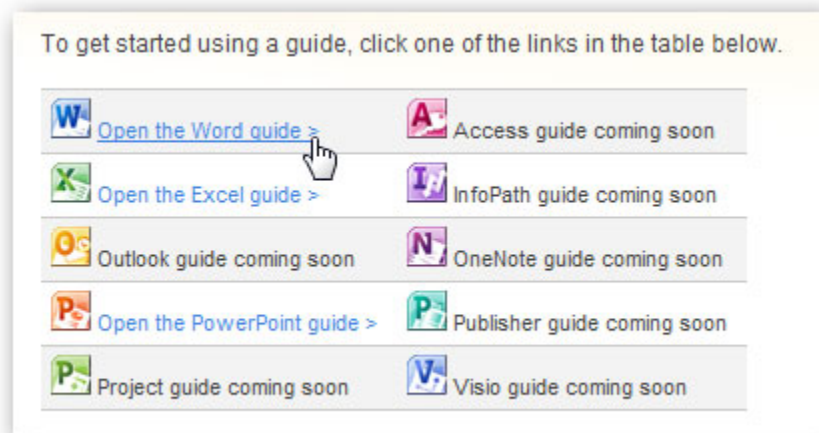 To get started using a guide, click one of the links in the table below.
W Open the Word guide >
A Access guide coming soon
X Open the Excel guide >
I InfoPath guide coming soon
O Outlook guide coming soon
N OneNote guide coming soon
P Open the PowerPoint guide >
P Publisher guide coming soon
P Project guide coming soon
V Visio guide coming soon